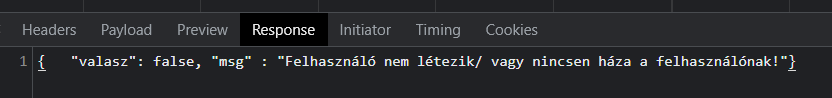 Headers Payload Preview Response Initiator Timing Cookies
1 {   "valasz": false, "msg" : "Felhasználó nem létezik/ vagy nincsen háza a felhasználónak!"}